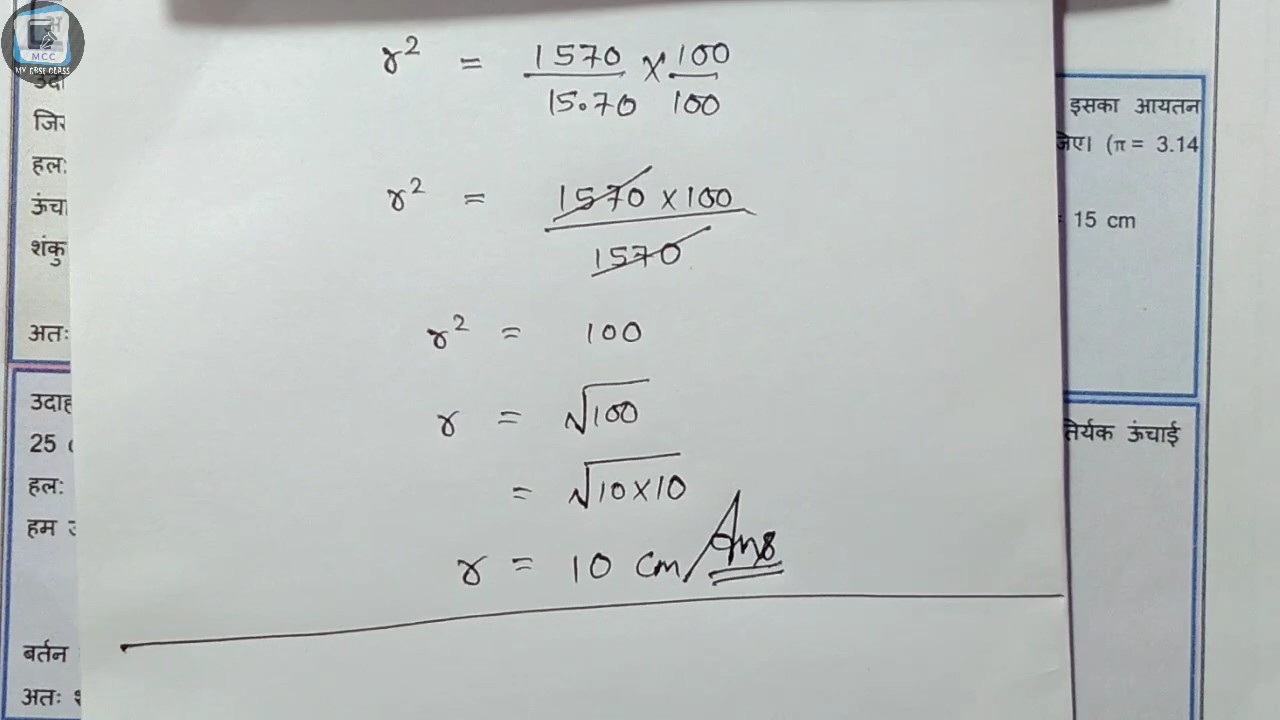 MCC
MY CBSE CLASS
r² = 1570/15.70 × 100/100
r² = 1570 × 100/1570
r² = 100
r = √100
= √10×10
r = 10 cm/Ans
जिस
हलः
ऊंचा
शंकु
अतः
25
हलः
हम
बर्तन
अतः
इसका आयतन
(π = 3.14
15 cm
तिर्यक ऊंचाई